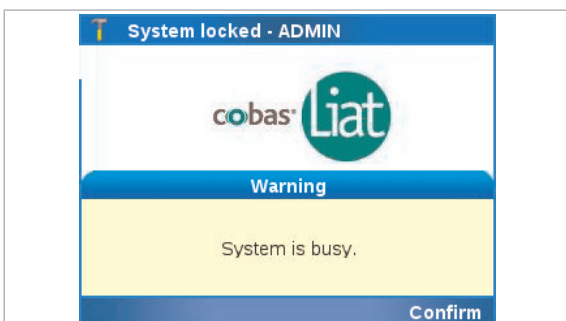 System locked - ADMIN
cobas®
Liat
Warning
System is busy.
Confirm